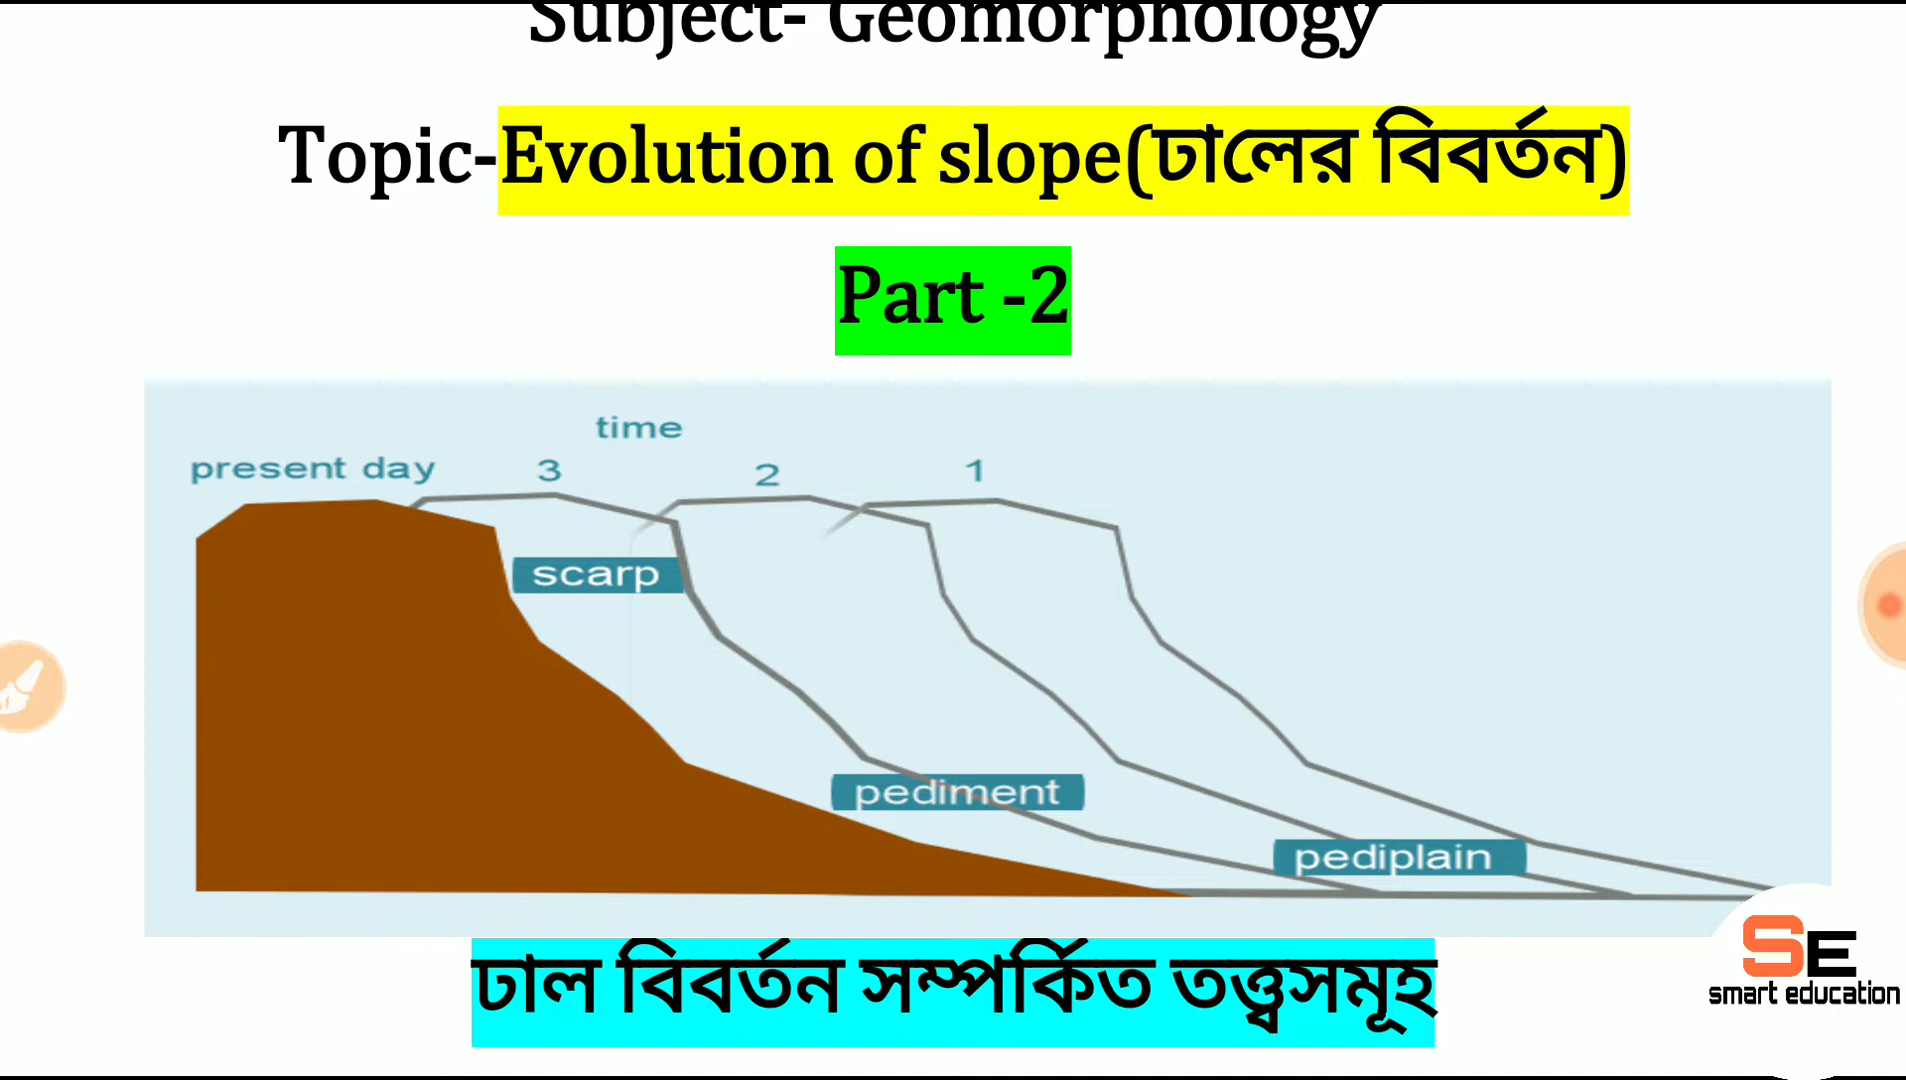 Subject- Geomorphology
Topic-Evolution of slope(ঢালের বিবর্তন)
Part -2
time
present day 3 2 1
scarp
pediment
pediplain
SE
smart education
ঢাল বিবর্তন সম্পর্কিত তত্ত্বসমূহ